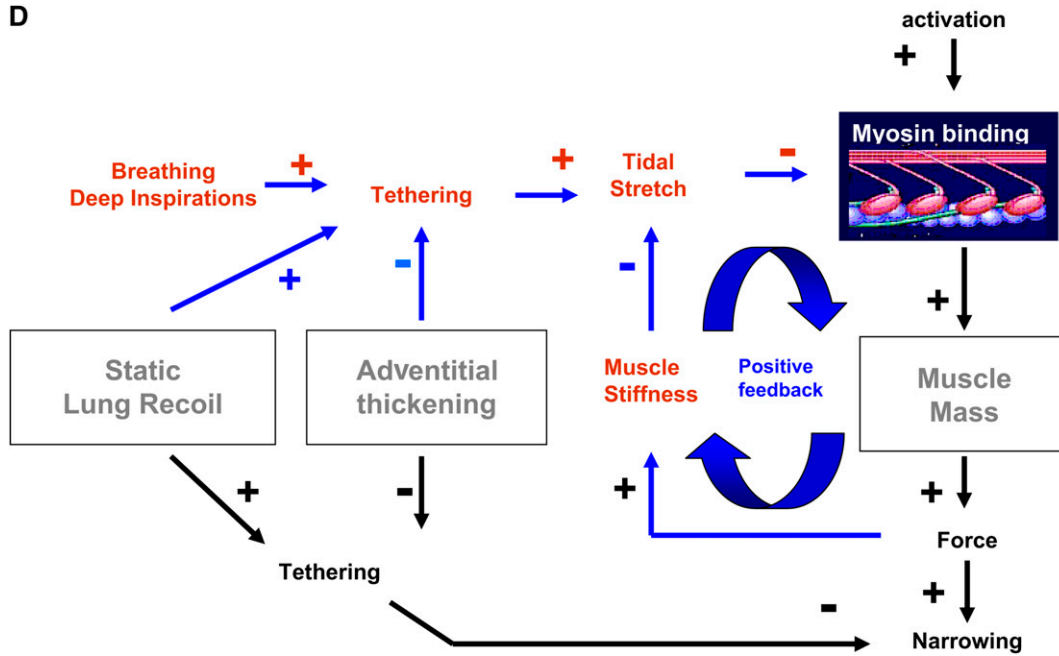 D
activation
+
Myosin binding
Breathing
Deep Inspirations
+
Tethering
+
Tidal
Stretch
-
+
-
-
+
Static
Lung Recoil
Adventitial
thickening
Muscle
Stiffness
Positive
feedback
Muscle
Mass
+
-
+
+
Tethering
Force
-
+
Narrowing